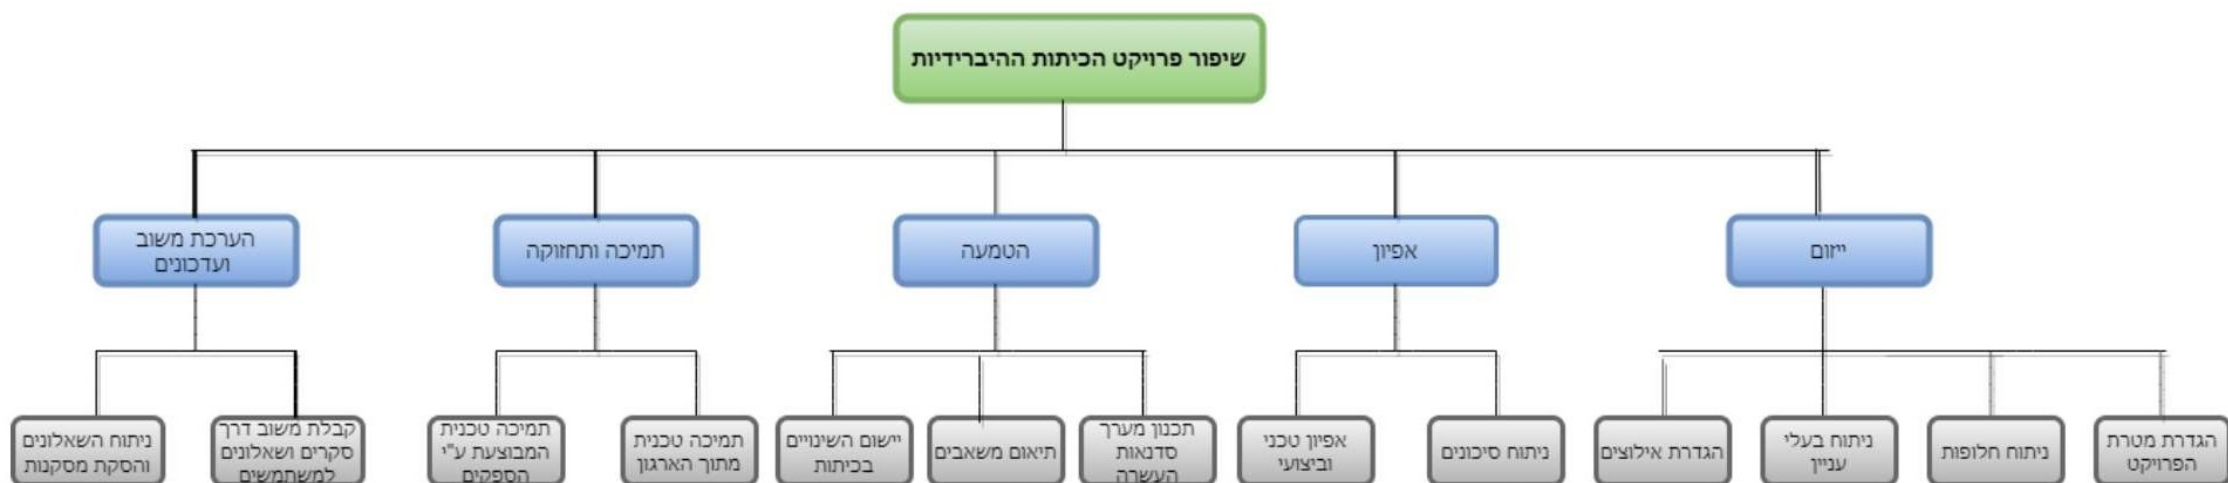 שיפור פרויקט הכיתות ההיברידיות
ייזום
אפיון
הטמעה
תמיכה ותחזוקה
הערכת משוב
ועדכונים
הגדרת מטרת
הפרויקט
ניתוח חלופות
ניתוח בעלי
עניין
הגדרת אילוצים
ניתוח סיכונים
אפיון טכני
וביצועי
תכנון מערך
סדנאות
העשרה
תיאום משאבים
יישום השינויים
בכיתות
תמיכה טכנית
מתוך הארגון
תמיכה טכנית
המבוצעת ע"י
הספקים
קבלת משוב דרך
סקרים ושאלונים
למשתמשים
ניתוח השאלונים
והסקת מסקנות